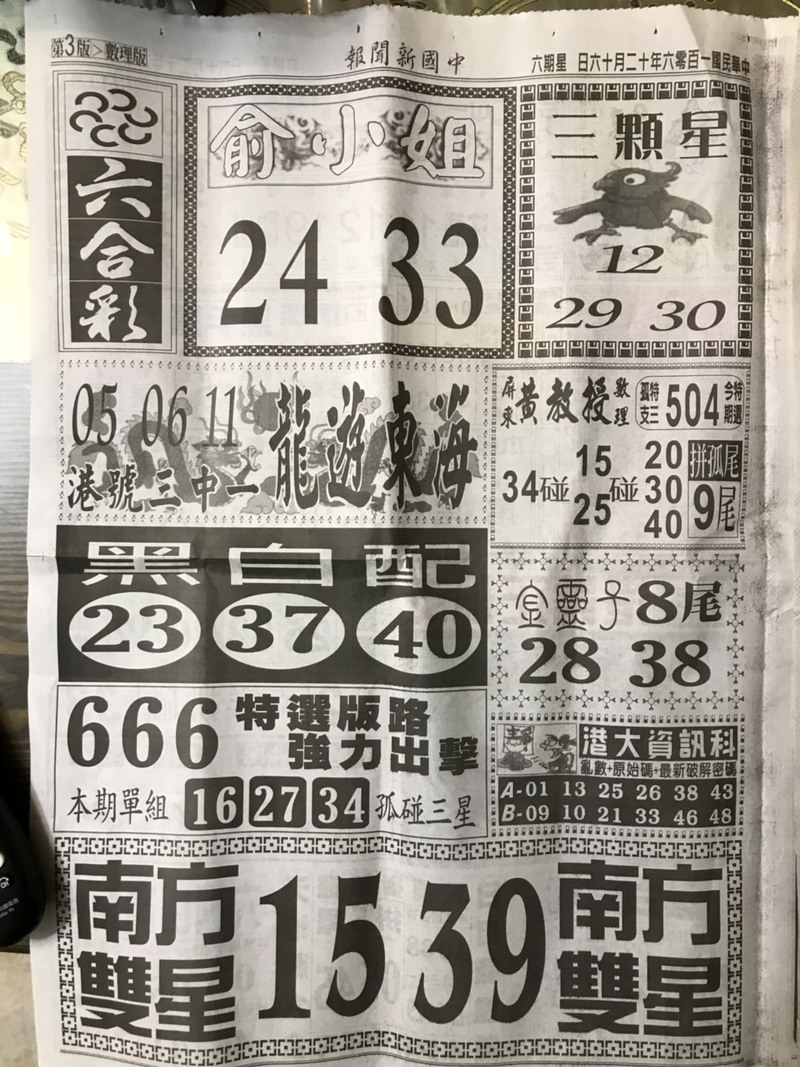 第3版>數理版
報聞新國中
六期星 日六十月二十年六零百一國民華中
六合彩
俞小姐
24 33
三顆星
12
29 30
05 06 11
港號三中一
龍遊東海
屏東黃教授數理
孤特支三 504 今特期選
34碰 15 25 碰 20 30 40
拼孤尾
9尾
黑白配
23 37 40
金靈子 8尾
28 38
666 特選版路
強力出擊
本期單組 16 27 34 孤碰三星
港大資訊科
亂數+原始碼+最新破解密碼
A-01 13 25 26 38 43
B-09 10 21 33 46 48
南方雙星 15 39 南方雙星